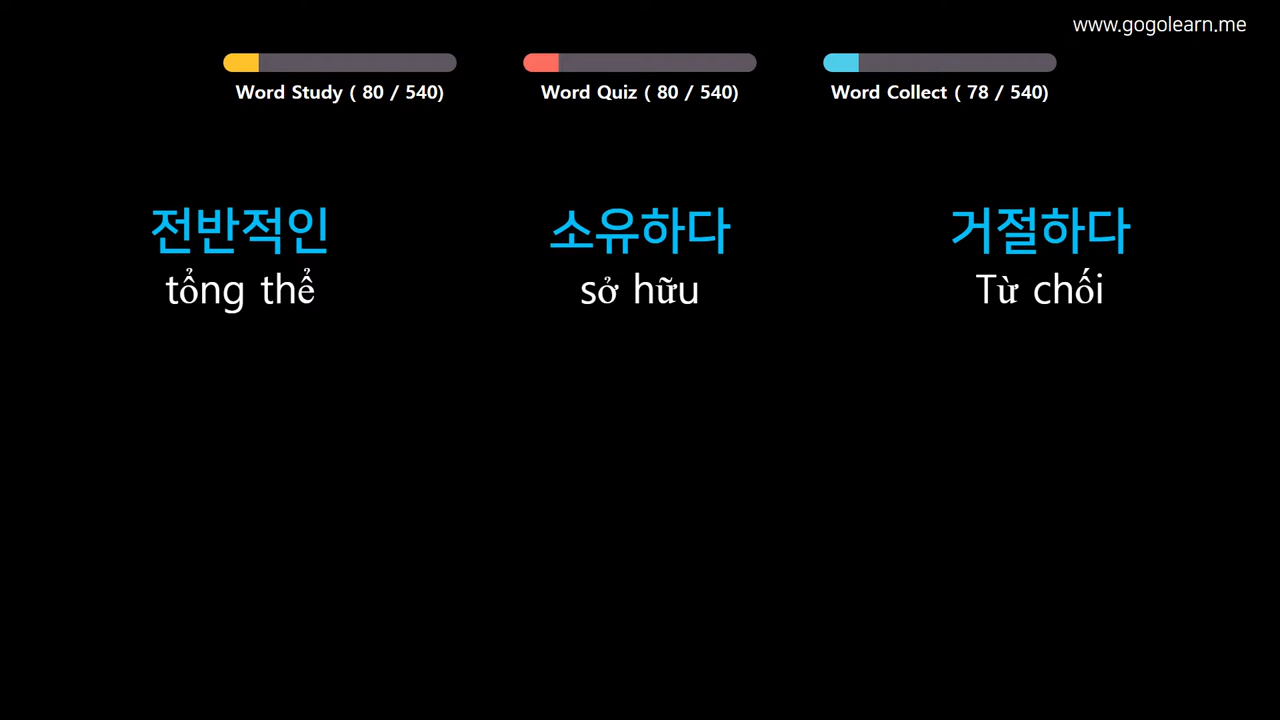 www.gogolearn.me
Word Study ( 80 / 540)
Word Quiz ( 80 / 540)
Word Collect ( 78 / 540)
전반적인
tổng thể
소유하다
sở hữu
거절하다
Từ chối